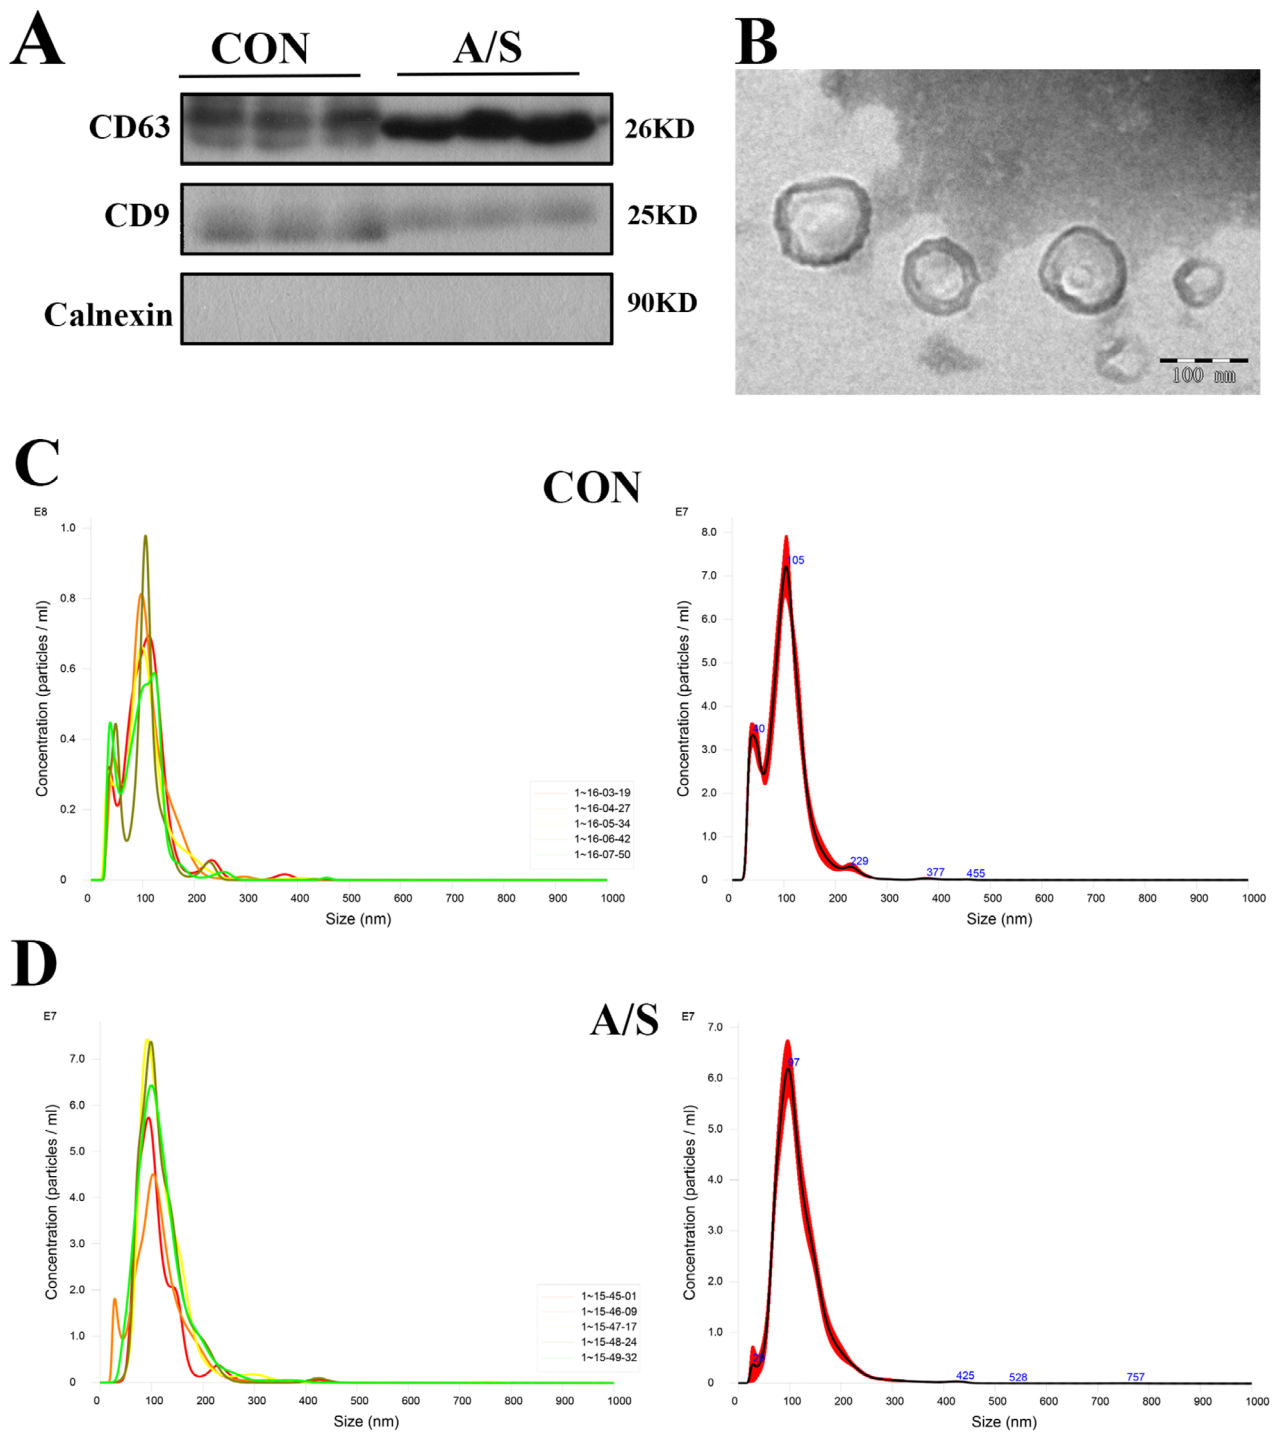 A
CON
A/S
CD63
26KD
CD9
25KD
Calnexin
90KD
B
100 nm
C
CON
E8
Concentration (particles / ml)
1.0
0.8
0.6
0.4
0.2
0
0 100 200 300 400 500 600 700 800 900 1000
Size (nm)
1~16-03-19
1~16-04-27
1~16-05-34
1~16-06-42
1~16-07-50
E7
Concentration (particles / ml)
8.0
7.0
6.0
5.0
4.0
3.0
2.0
1.0
0
105
40
229
377
455
0 100 200 300 400 500 600 700 800 900 1000
Size (nm)
D
A/S
E7
Concentration (particles / ml)
7.0
6.0
5.0
4.0
3.0
2.0
1.0
0
0 100 200 300 400 500 600 700 800 900 1000
Size (nm)
1~15-45-01
1~15-46-09
1~15-47-17
1~15-48-24
1~15-49-32
E7
Concentration (particles / ml)
7.0
6.0
5.0
4.0
3.0
2.0
1.0
0
97
425
528
757
0 100 200 300 400 500 600 700 800 900 1000
Size (nm)